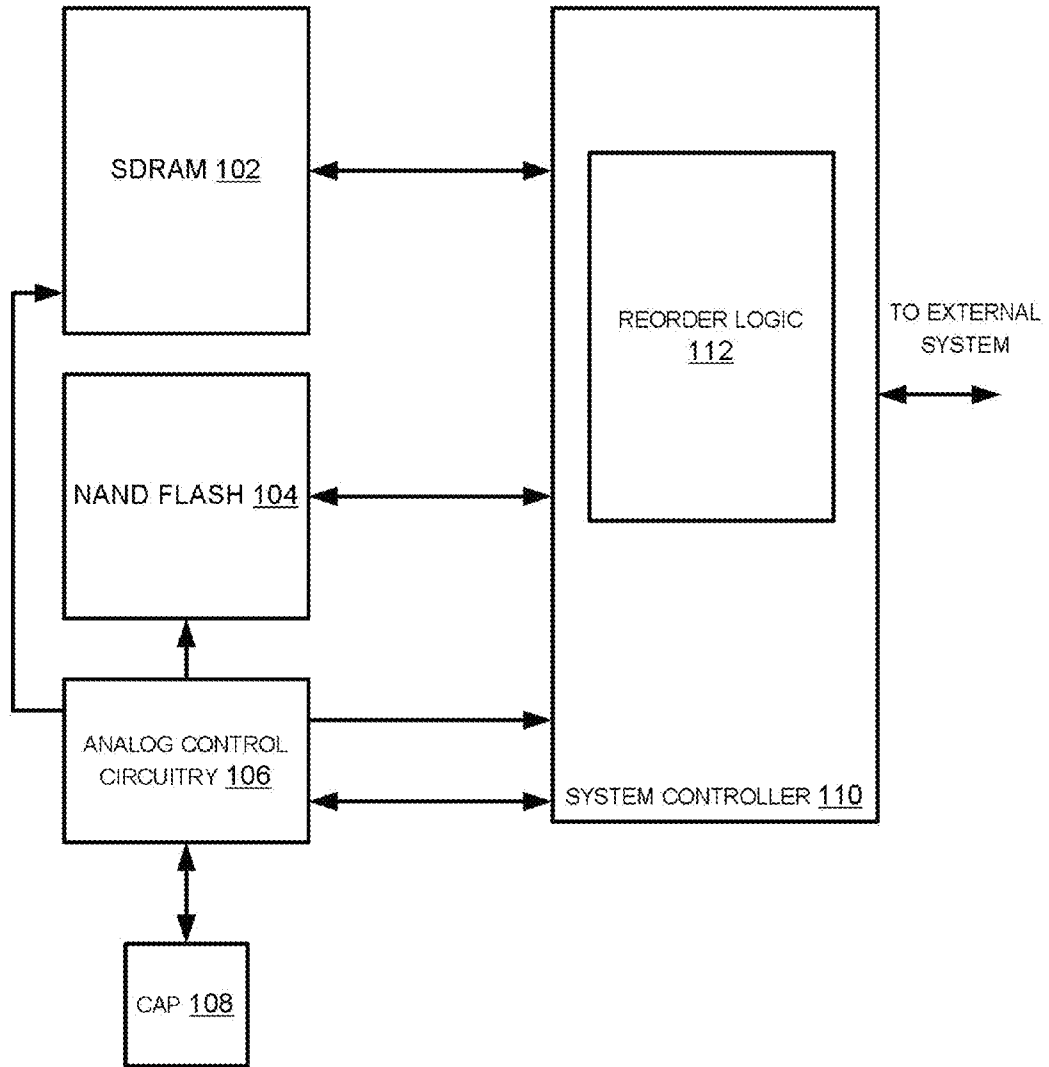 SDRAM 102
REORDER LOGIC
112
TO EXTERNAL
SYSTEM
NAND FLASH 104
ANALOG CONTROL
CIRCUITRY 106
SYSTEM CONTROLLER 110
CAP 108